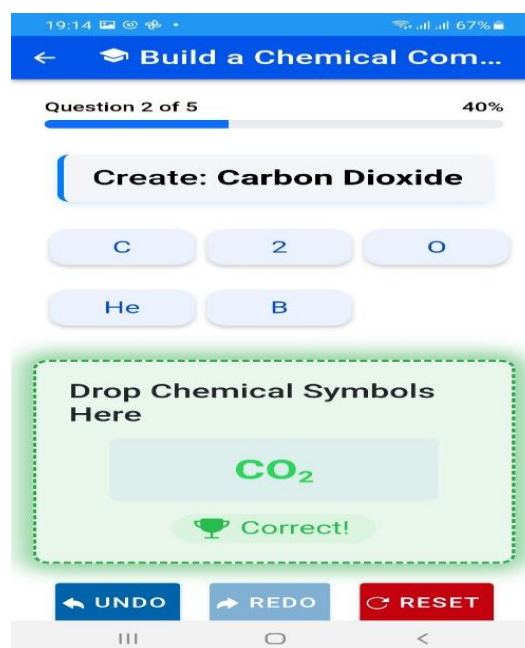 19:14 67%
Build a Chemical Com...
Question 2 of 5 40%
Create: Carbon Dioxide
C 2 O
He B
Drop Chemical Symbols
Here
CO₂
Correct!
UNDO REDO RESET